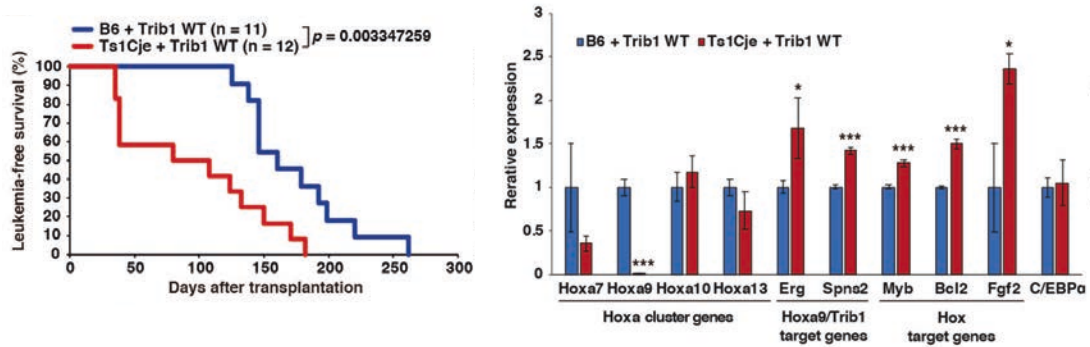 B6 + Trib1 WT (n = 11)
Ts1Cje + Trib1 WT (n = 12)
p = 0.003347259
Leukemia-free survival (%)
100
90
80
70
60
50
40
30
20
10
0
0 50 100 150 200 250 300
Days after transplantation
B6 + Trib1 WT Ts1Cje + Trib1 WT
Rerative expression
3
2.5
2
1.5
1
0.5
0
***
*
***
***
***
*
Hoxa7 Hoxa9 Hoxa10 Hoxa13 Erg Spns2 Myb Bcl2 Fgf2 C/EBPα
Hoxa cluster genes
Hoxa9/Trib1
target genes
Hox
target genes